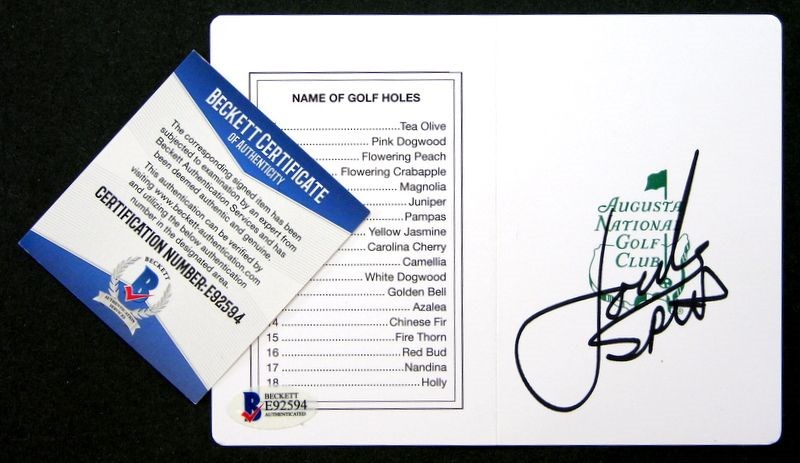 BECKETT CERTIFICATE
OF AUTHENTICITY
The corresponding signed item has been
subjected to examination by an expert from
Beckett Authentication Services and has
been deemed authentic and genuine.
This authentication can be verified by
visiting www.beckett-authentication.com
and utilizing the below authentication
number in the designated area.
CERTIFICATION NUMBER: E92594
BECKETT
B
AUTHENTICATION
SERVICES
NAME OF GOLF HOLES
Tea Olive
Pink Dogwood
Flowering Peach
Flowering Crabapple
Magnolia
Juniper
Pampas
Yellow Jasmine
Carolina Cherry
Camellia
White Dogwood
Golden Bell
Azalea
14 Chinese Fir
15 Fire Thorn
16 Red Bud
17 Nandina
18 Holly
B
BECKETT
E92594
AUTHENTICATED
AUGUSTA
NATIONAL
GOLF
CLUB
Jordan